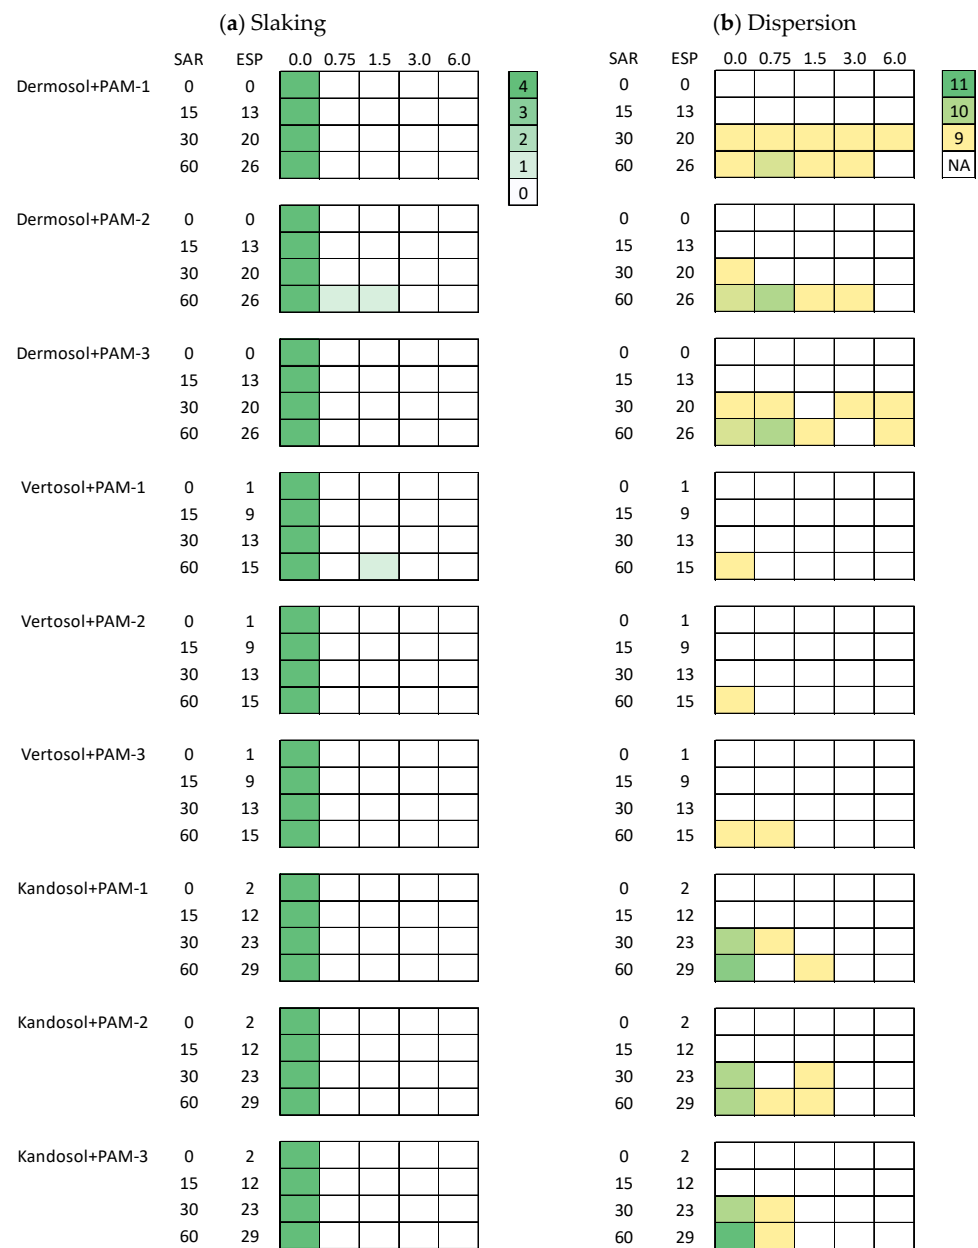 (a) Slaking (b) Dispersion
SAR ESP 0.0 0.75 1.5 3.0 6.0 SAR ESP 0.0 0.75 1.5 3.0 6.0
Dermosol+PAM-1 0 0 4 0 0 11
15 13 3 15 13 10
30 20 2 30 20 9
60 26 1 60 26 NA
0
Dermosol+PAM-2 0 0 0 0
15 13 15 13
30 20 30 20
60 26 60 26
Dermosol+PAM-3 0 0 0 0
15 13 15 13
30 20 30 20
60 26 60 26
Vertosol+PAM-1 0 1 0 1
15 9 15 9
30 13 30 13
60 15 60 15
Vertosol+PAM-2 0 1 0 1
15 9 15 9
30 13 30 13
60 15 60 15
Vertosol+PAM-3 0 1 0 1
15 9 15 9
30 13 30 13
60 15 60 15
Kandosol+PAM-1 0 2 0 2
15 12 15 12
30 23 30 23
60 29 60 29
Kandosol+PAM-2 0 2 0 2
15 12 15 12
30 23 30 23
60 29 60 29
Kandosol+PAM-3 0 2 0 2
15 12 15 12
30 23 30 23
60 29 60 29